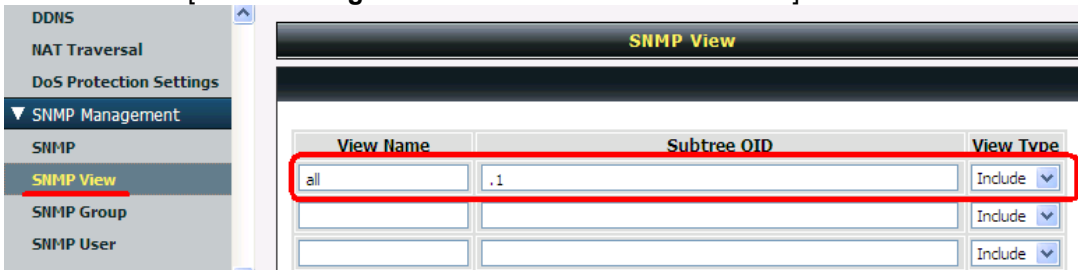 DDNS
NAT Traversal
DoS Protection Settings
SNMP Management
SNMP
SNMP View
SNMP Group
SNMP User
SNMP View
View Name Subtree OID View Type
all .1 Include
Include
Include